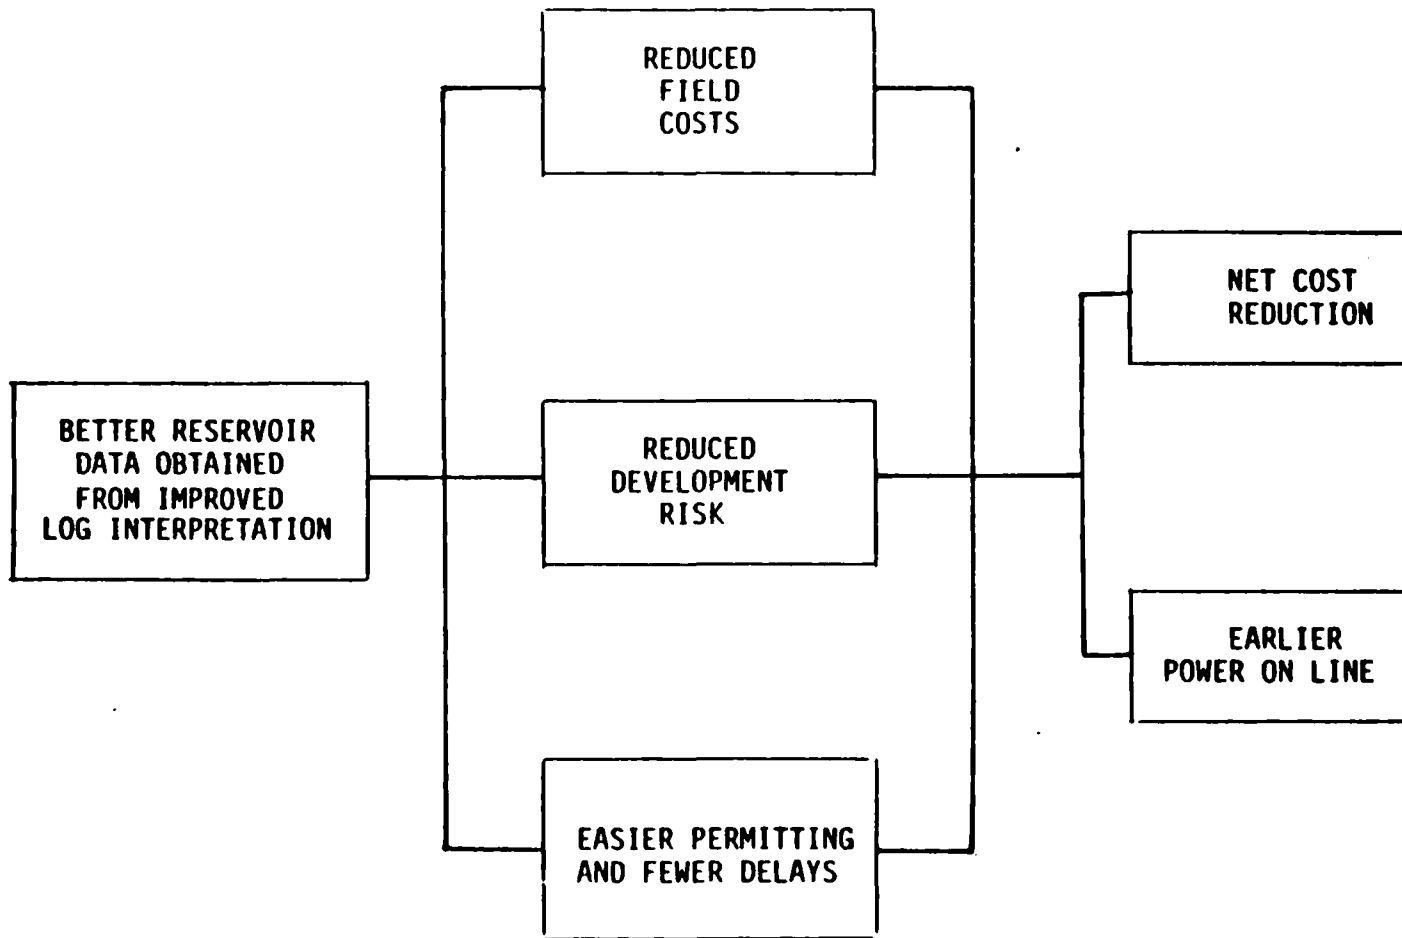 REDUCED
FIELD
COSTS
NET COST
REDUCTION
BETTER RESERVOIR
DATA OBTAINED
FROM IMPROVED
LOG INTERPRETATION
REDUCED
DEVELOPMENT
RISK
EARLIER
POWER ON LINE
EASIER PERMITTING
AND FEWER DELAYS